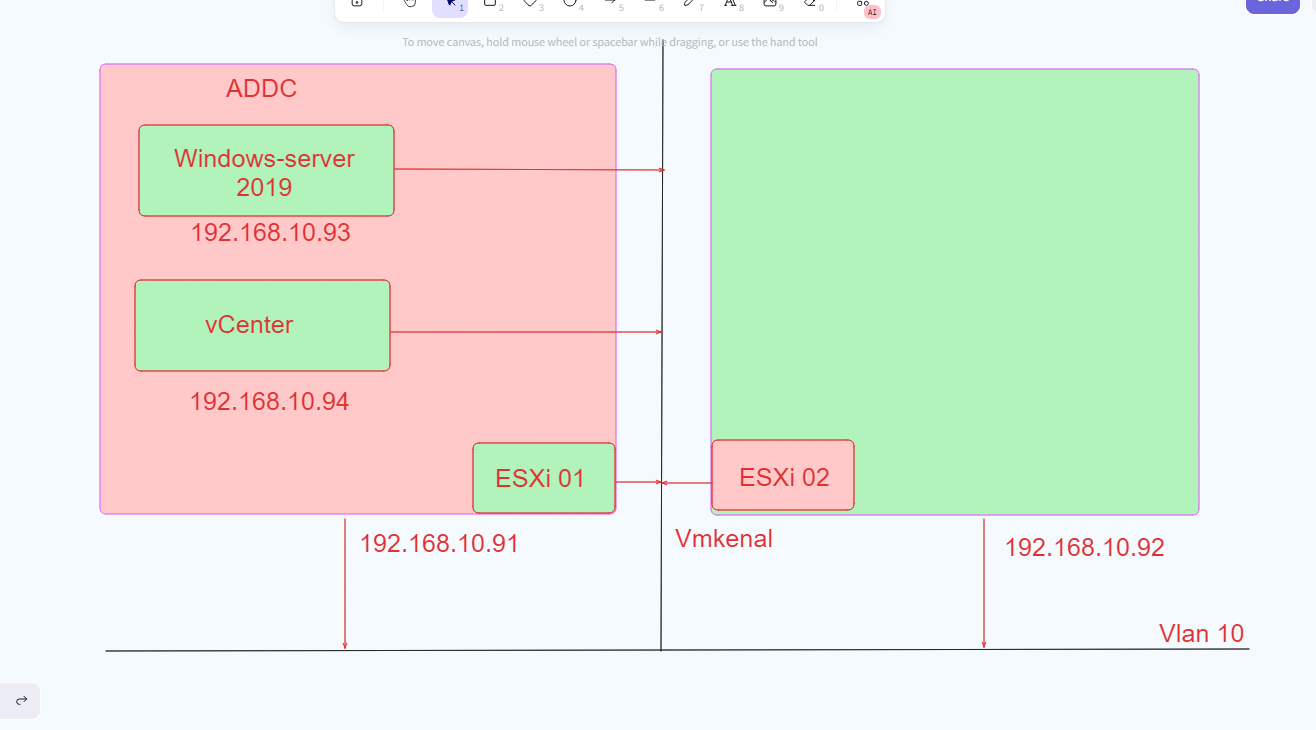 1
2
3
4
5
6
7
8
9
0
AI
To move canvas, hold mouse wheel or spacebar while dragging, or use the hand tool
ADDC
Windows-server
2019
192.168.10.93
vCenter
192.168.10.94
ESXi 01
ESXi 02
192.168.10.91
Vmkenal
192.168.10.92
Vlan 10